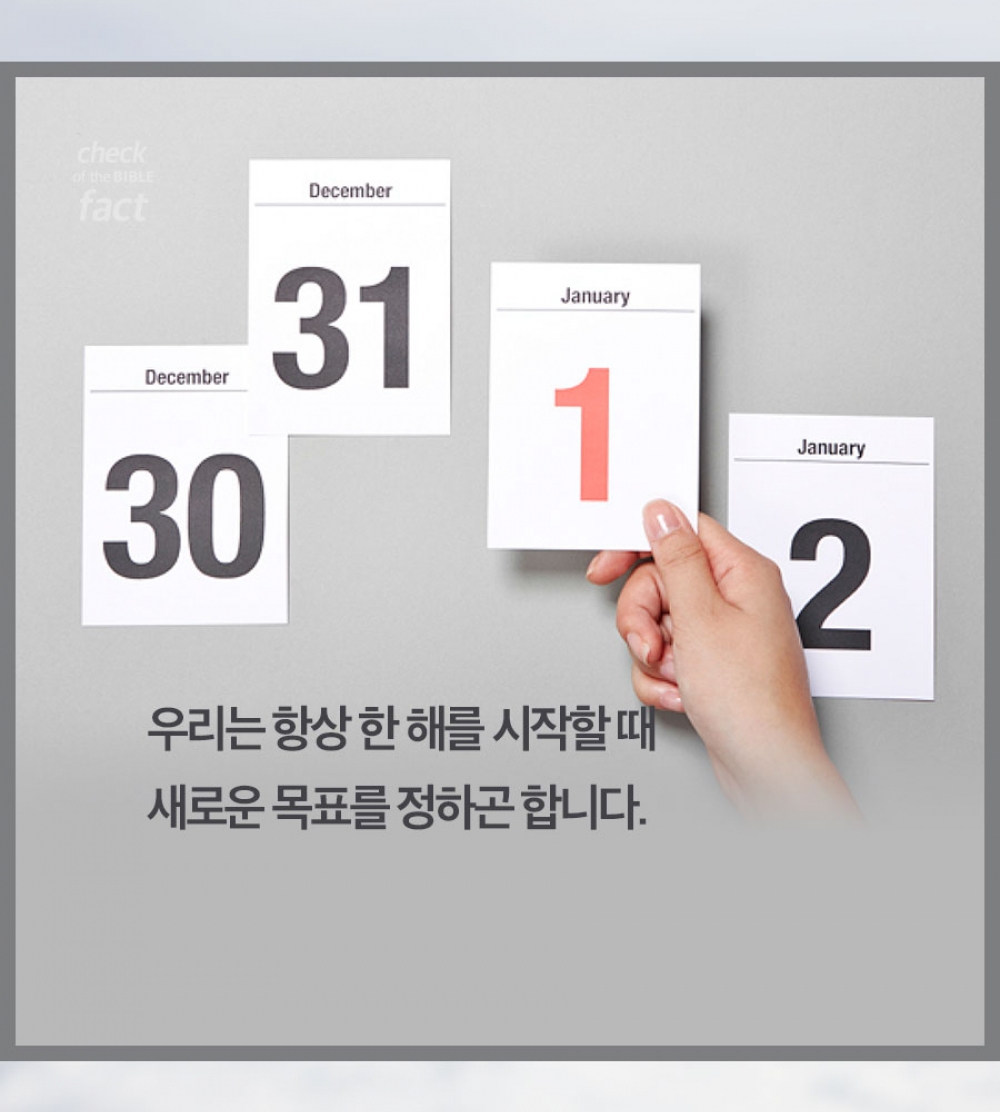 check
of the BIBLE
fact
December
31
January
1
December
30
January
2
우리는 항상 한 해를 시작할 때
새로운 목표를 정하곤 합니다.